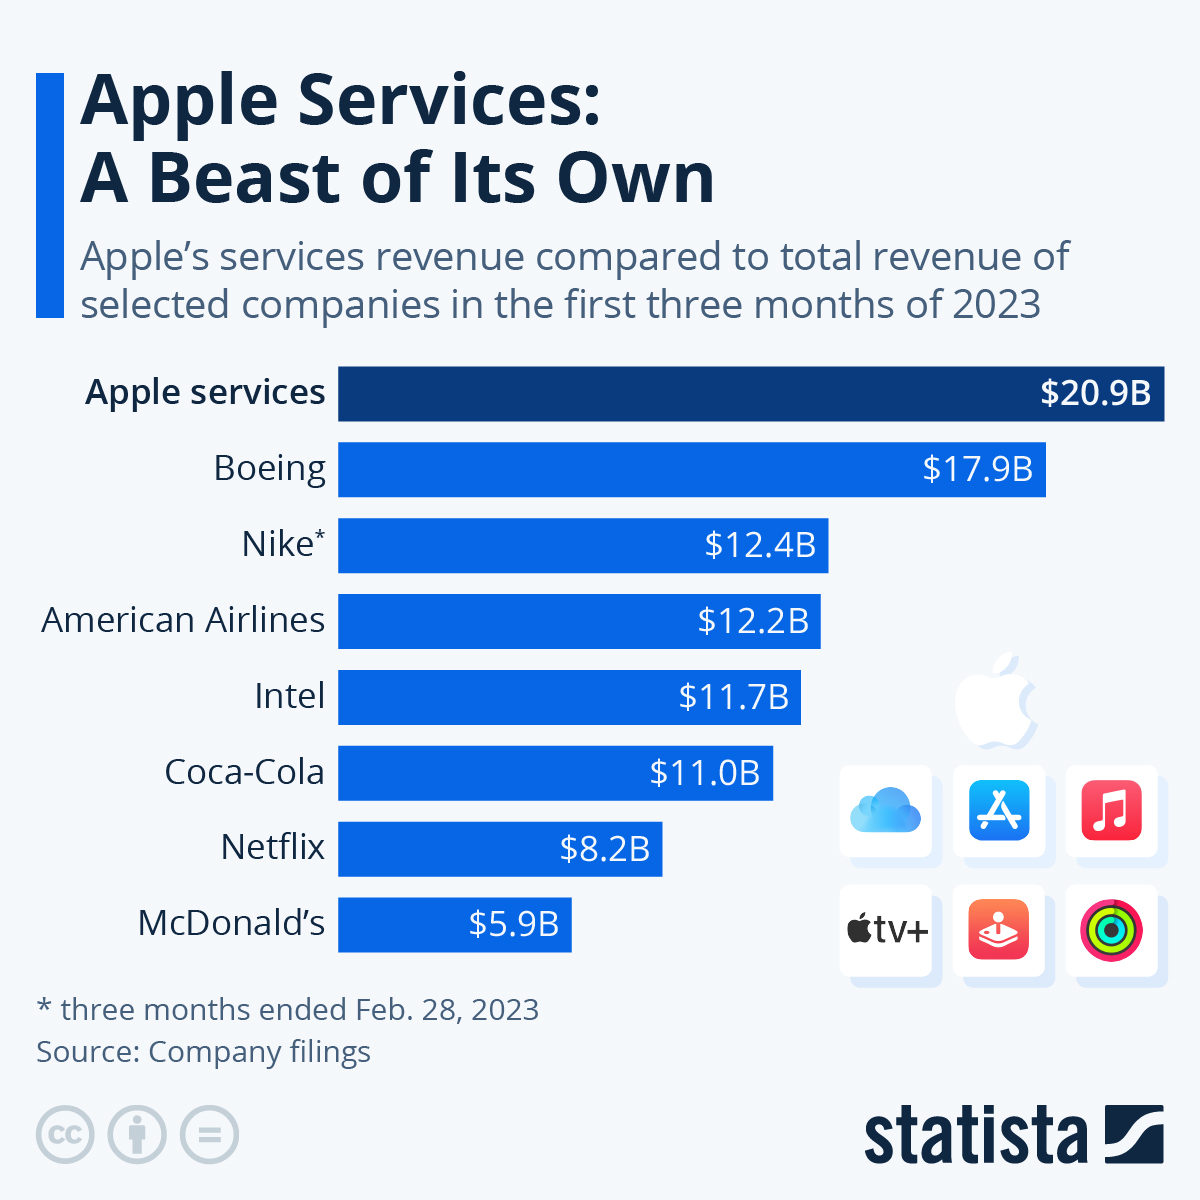 Apple Services:
A Beast of Its Own
Apple’s services revenue compared to total revenue of
selected companies in the first three months of 2023
Apple services $20.9B
Boeing $17.9B
Nike* $12.4B
American Airlines $12.2B
Intel $11.7B
Coca-Cola $11.0B
Netflix $8.2B
McDonald’s $5.9B
tv+
* three months ended Feb. 28, 2023
Source: Company filings
cc
statista